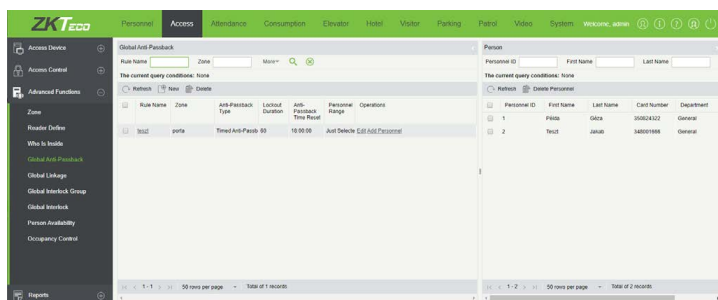 ZKTeco Personnel Access Attendance Consumption Elevator Hotel Visitor Parking Patrol Video System Welcome, admin
Access Device
Access Control
Advanced Functions
Zone
Reader Define
Who Is Inside
Global Anti-Passback
Global Linkage
Global Interlock Group
Global Interlock
Person Availability
Occupancy Control
Reports
Global Anti-Passback
Rule Name Zone More
The current query conditions: None
Refresh New Delete
Rule Name Zone Anti-Passback Type Lockout Duration Anti-Passback Time Reset Personnel Range Operations
teszt porta Timed Anti-Passb 60 16:00:00 Just Selecte Edit Add Personnel
1-1 50 rows per page Total of 1 records
Person
Personnel ID First Name Last Name
The current query conditions: None
Refresh Delete Personnel
Personnel ID First Name Last Name Card Number Department
1 Példa Géza 350624322 General
2 Teszt Jakab General
1-2 50 rows per page Total of 2 records